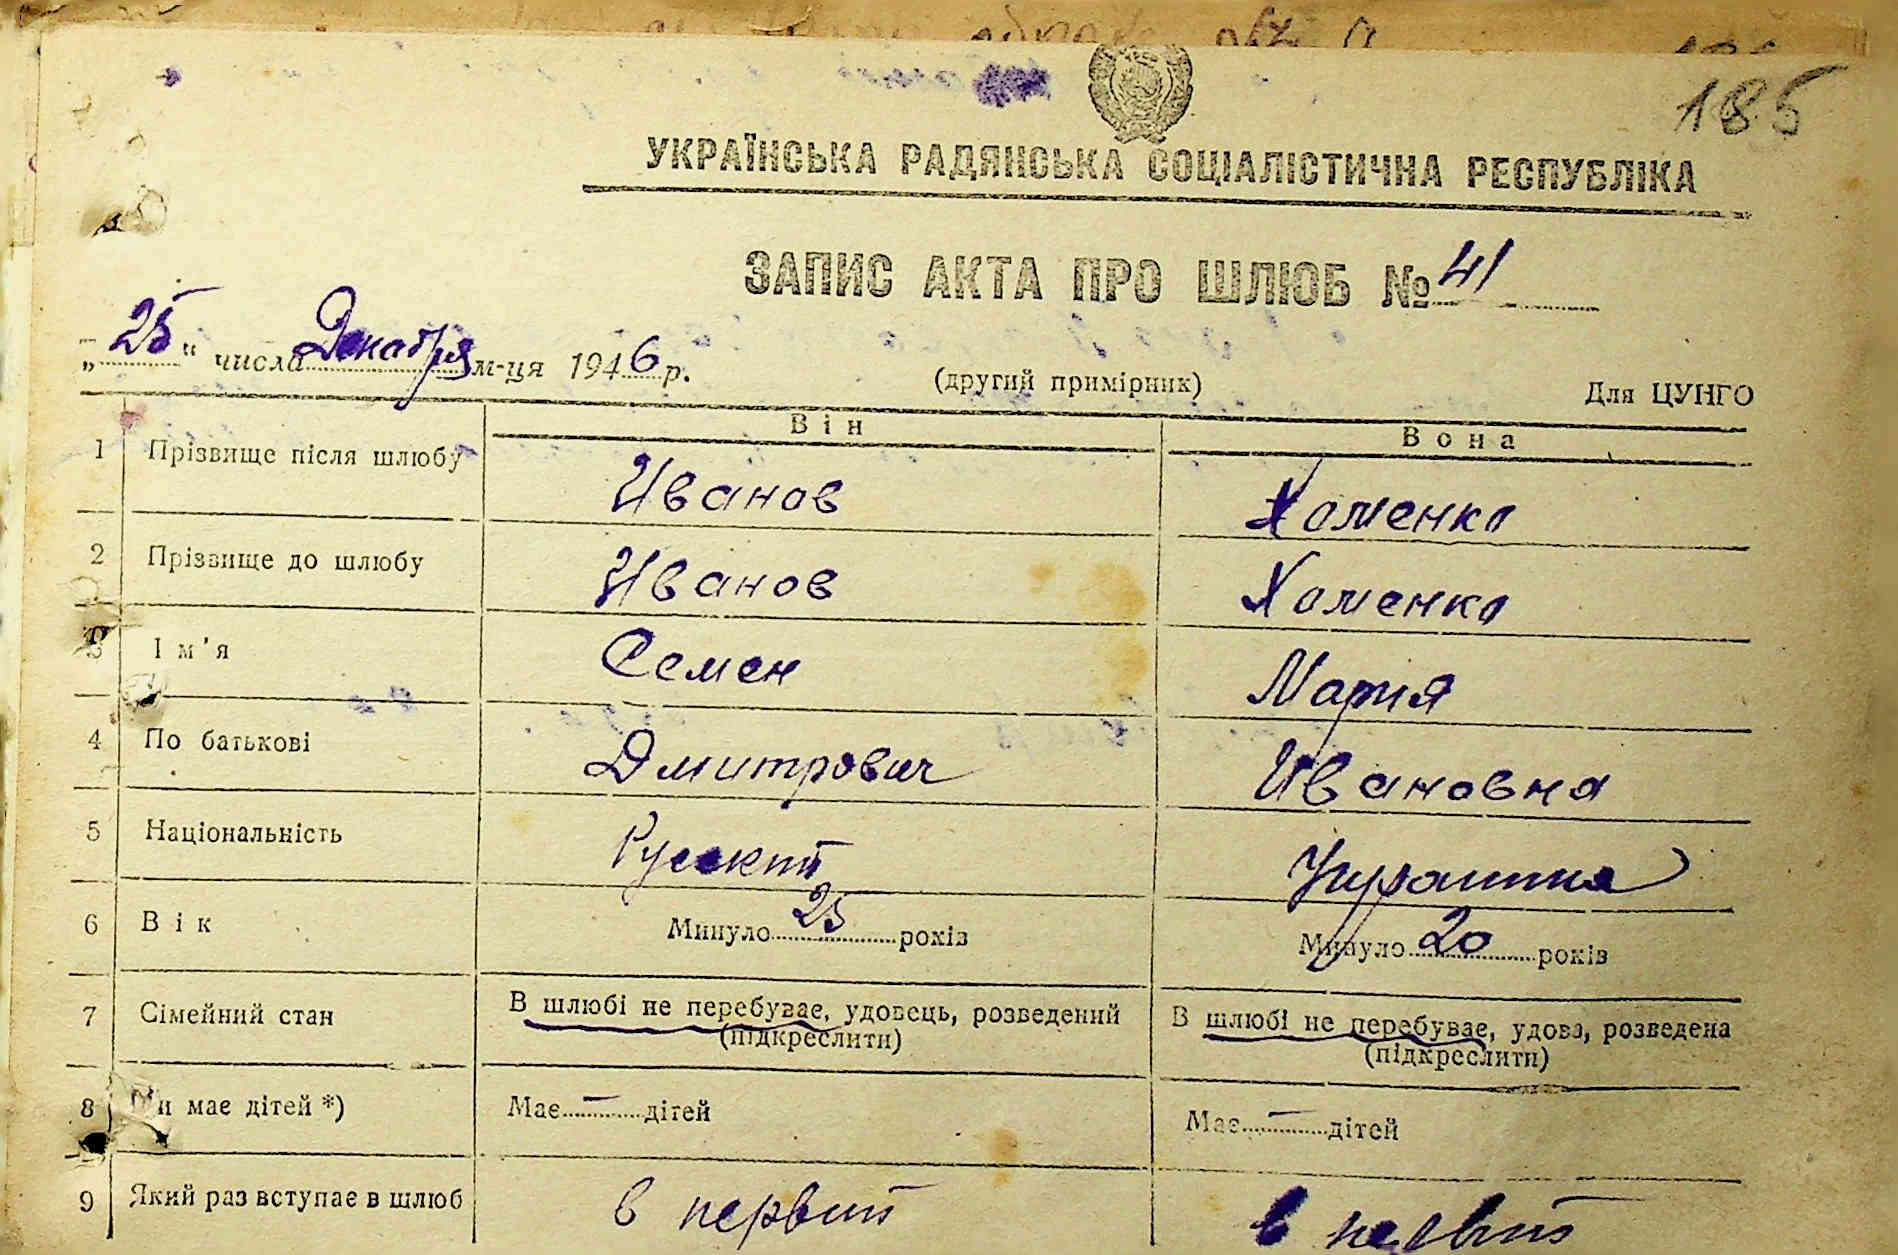 185
УКРАЇНСЬКА РАДЯНСЬКА СОЦІАЛІСТИЧНА РЕСПУБЛІКА
ЗАПИС АКТА ПРО ШЛЮБ № 41
„25“ числа Декабря м-ця 1946 р.
(другий примірник) Для ЦУНГО
Він Вона
1 Прізвище після шлюбу Иванов Хоменко
2 Прізвище до шлюбу Иванов Хоменко
3 Ім'я Семен Мария
4 По батькові Дмитрович Ивановна
5 Національність Русский Украинка
6 Вік Минуло 25 років Минуло 20 років
7 Сімейний стан В шлюбі не перебуває, удовець, розведений В шлюбі не перебуває, удова, розведена
(підкреслити) (підкреслити)
8 Чи має дітей *) Має — дітей Має — дітей
9 Який раз вступає в шлюб в первый в первый